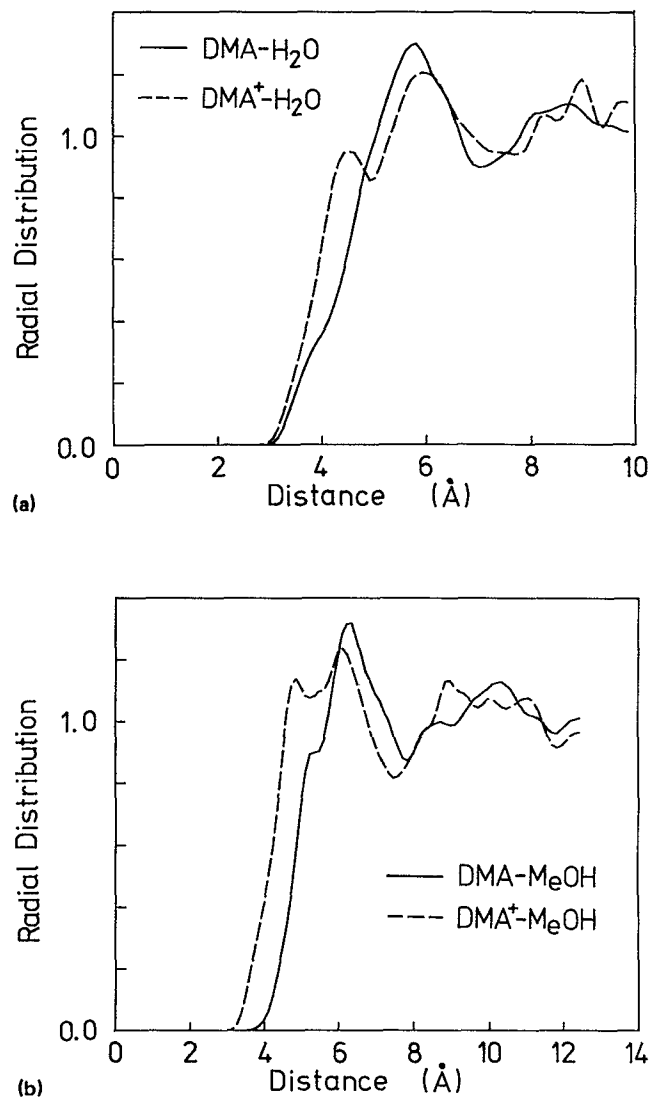 DMA-H₂O
DMA⁺-H₂O
Radial Distribution
1.0
0.0
0 2 4 6 8 10
Distance (Å)
(a)
Radial Distribution
1.0
0.0
DMA-MeOH
DMA⁺-MeOH
0 2 4 6 8 10 12 14
Distance (Å)
(b)